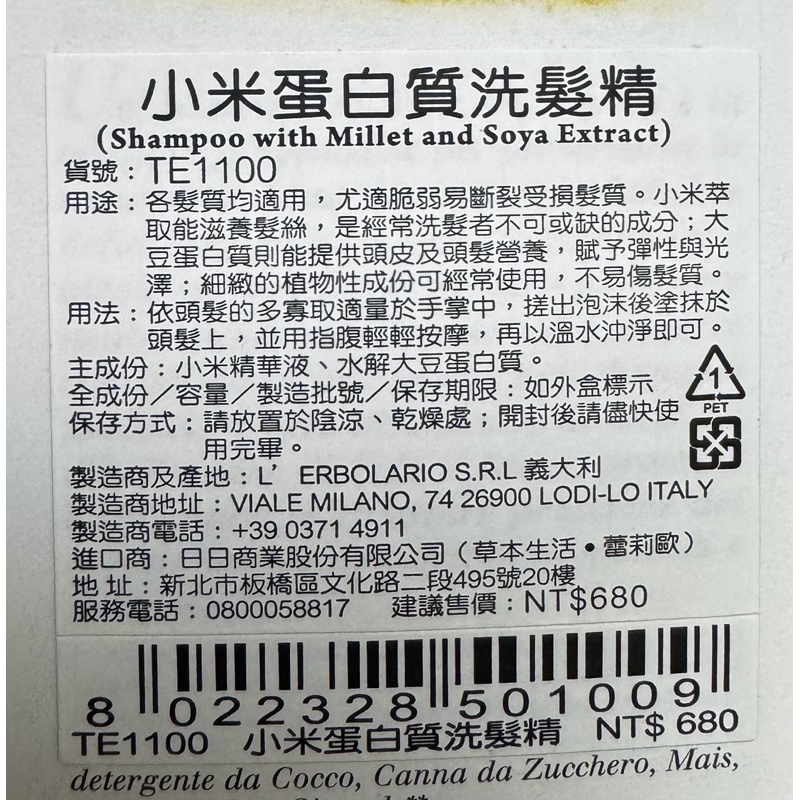 小米蛋白質洗髮精
(Shampoo with Millet and Soya Extract)
貨號：TE1100
用途：各髮質均適用，尤適脆弱易斷裂受損髮質。小米萃
取能滋養髮絲，是經常洗髮者不可或缺的成分；大
豆蛋白質則能提供頭皮及頭髮營養，賦予彈性與光
澤；細緻的植物性成份可經常使用，不易傷髮質。
用法：依頭髮的多寡取適量於手掌中，搓出泡沫後塗抹於
頭髮上，並用指腹輕輕按摩，再以溫水沖淨即可。
主成份：小米精華液、水解大豆蛋白質。
全成份／容量／製造批號／保存期限：如外盒標示
保存方式：請放置於陰涼、乾燥處；開封後請儘快使
用完畢。
1
PET
製造商及產地：L’ ERBOLARIO S.R.L 義大利
製造商地址：VIALE MILANO, 74 26900 LODI-LO ITALY
製造商電話：+39 0371 4911
進口商：日日商業股份有限公司（草本生活•蕾莉歐）
地 址：新北市板橋區文化路二段495號20樓
服務電話：0800058817 建議售價：NT$680
8 022328 501009
TE1100 小米蛋白質洗髮精 NT$ 680
detergente da Cocco, Canna da Zucchero, Mais,